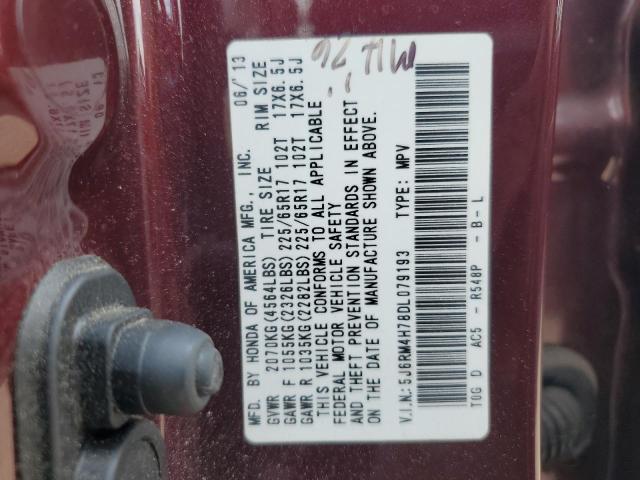 MFD. BY HONDA OF AMERICA MFG., INC. 06/'13
GVWR 2070KG(4564LBS) TIRE SIZE RIM SIZE
GAWR F 1055KG(2326LBS) 225/65R17 102T 17X6.5J
GAWR R 1035KG(2282LBS) 225/65R17 102T 17X6.5J
THIS VEHICLE CONFORMS TO ALL APPLICABLE
FEDERAL MOTOR VEHICLE SAFETY
AND THEFT PREVENTION STANDARDS IN EFFECT
ON THE DATE OF MANUFACTURE SHOWN ABOVE.
V.I.N.: 5J6RM4H78DL079193 TYPE: MPV
TOG D AC5 - R548P - B - L